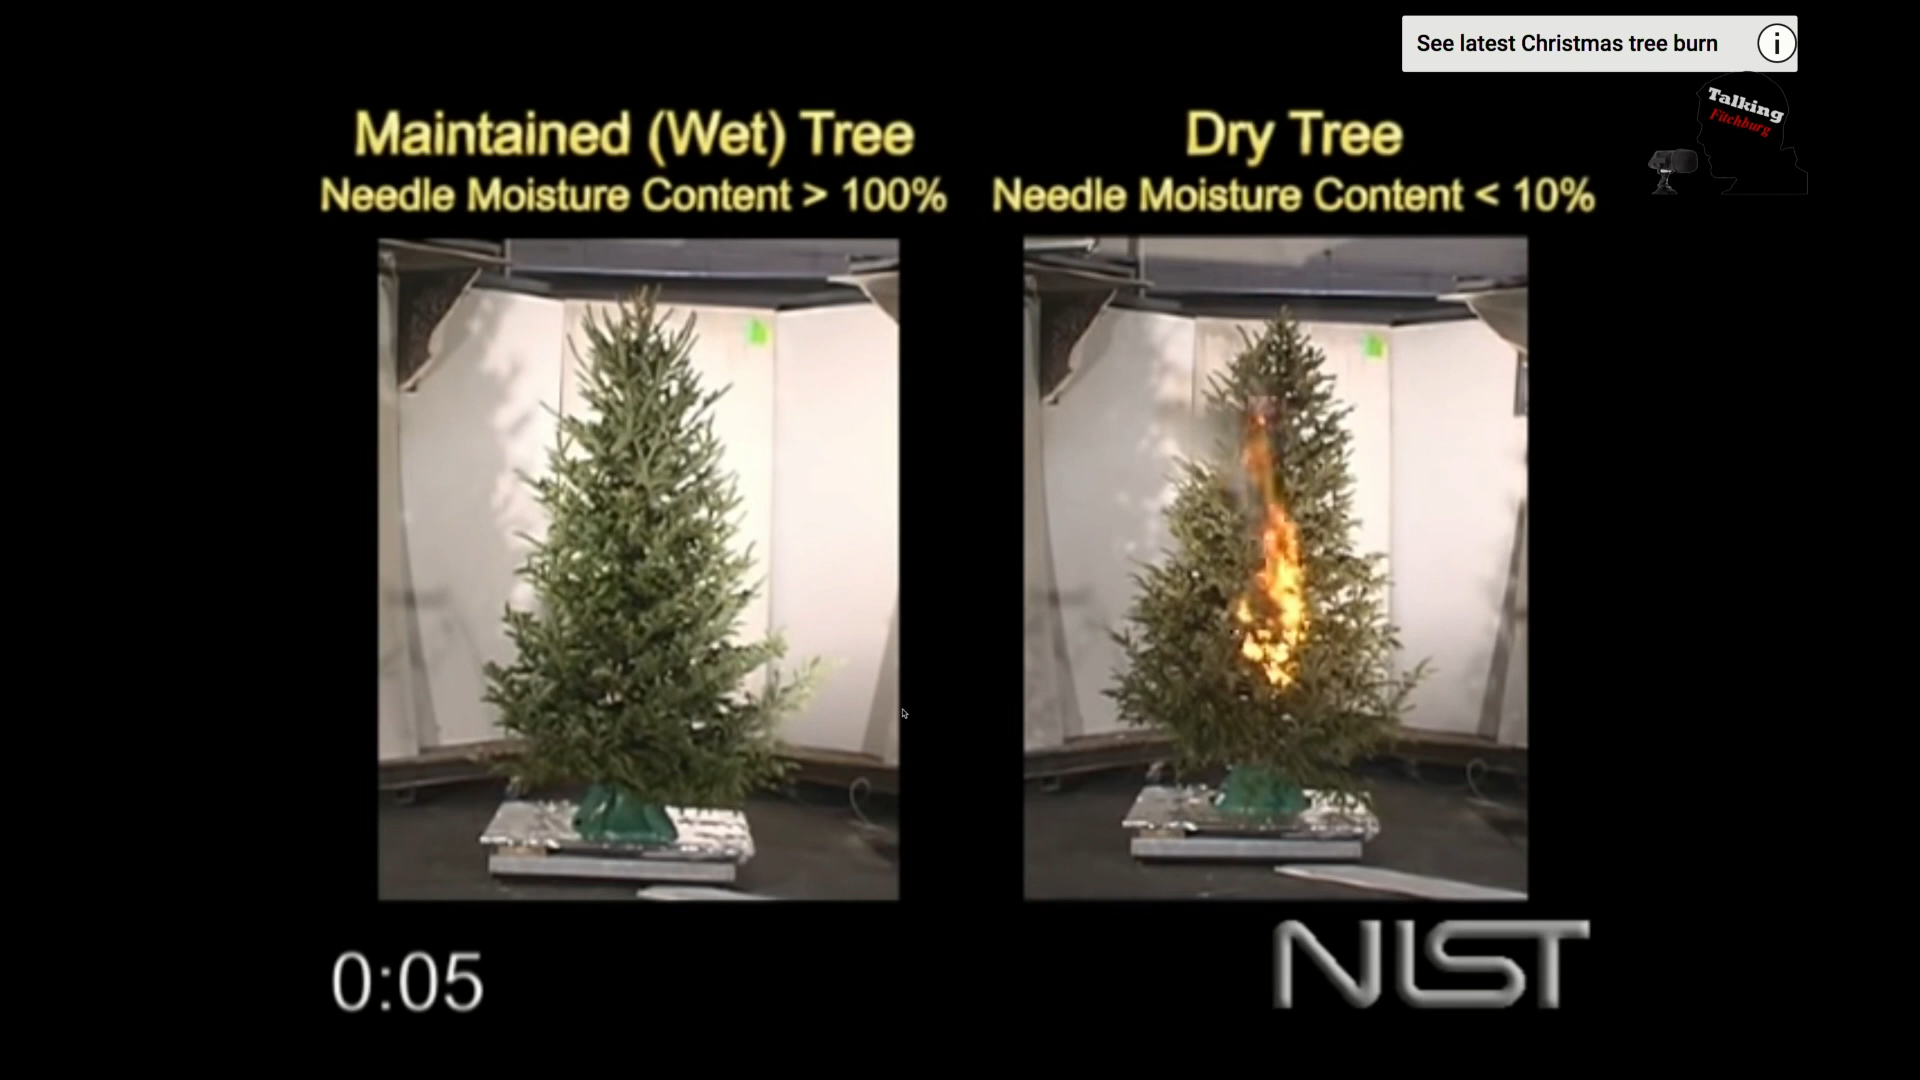 See latest Christmas tree burn
Talking
Fitchburg
Maintained (Wet) Tree
Needle Moisture Content > 100%
Dry Tree
Needle Moisture Content < 10%
0:05
NIST